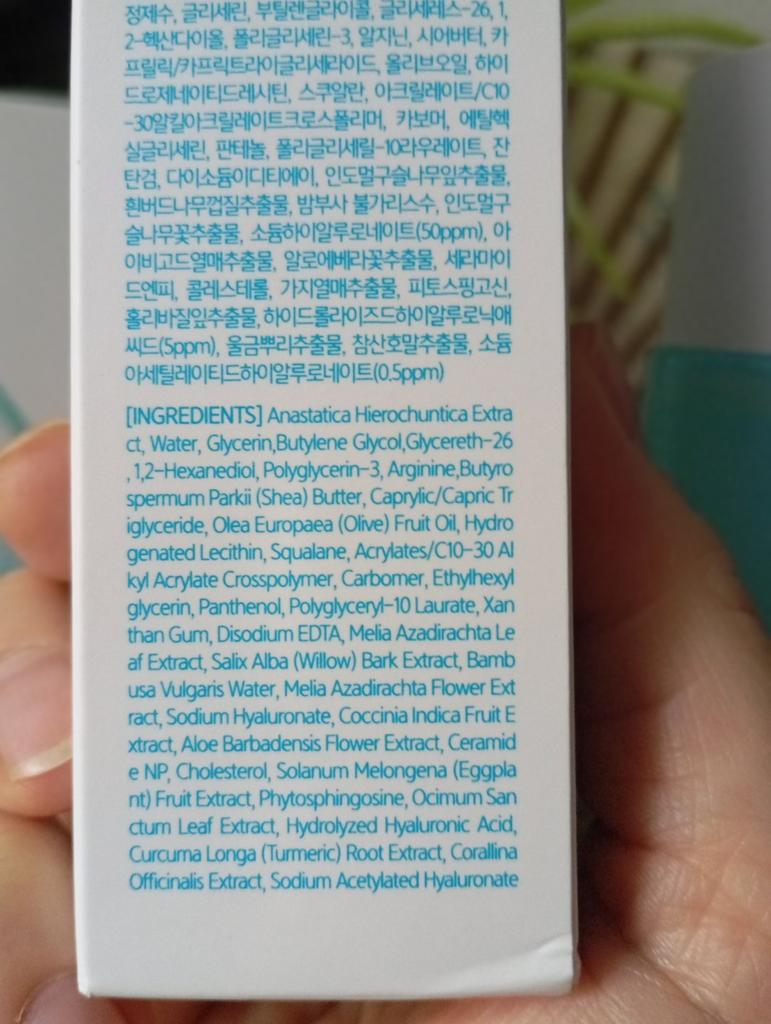 정제수, 글리세린, 부틸렌글라이콜, 글리세레스-26, 1,
2-헥산다이올, 폴리글리세린-3, 알지닌, 시어버터, 카
프릴릭/카프릭트라이글리세라이드, 올리브오일, 하이
드로제네이티드레시틴, 스쿠알란, 아크릴레이트/C10
-30알킬아크릴레이트크로스폴리머, 카보머, 에틸헥
실글리세린, 판테놀, 폴리글리세릴-10라우레이트, 잔
탄검, 다이소듐이디티에이, 인도멀구슬나무잎추출물,
흰버드나무껍질추출물, 밤부사 불가리스수, 인도멀구
슬나무꽃추출물, 소듐하이알루로네이트(50ppm), 아
이비고드열매추출물, 알로에베라꽃추출물, 세라마이
드엔피, 콜레스테롤, 가지열매추출물, 피토스핑고신,
홀리바질잎추출물, 하이드롤라이즈드하이알루로닉애
씨드(5ppm), 울금뿌리추출물, 참산호말추출물, 소듐
아세틸레이티드하이알루로네이트(0.5ppm)
[INGREDIENTS] Anastatica Hierochuntica Extra
ct, Water, Glycerin,Butylene Glycol,Glycereth-26
, 1,2-Hexanediol, Polyglycerin-3, Arginine,Butyro
spermum Parkii (Shea) Butter, Caprylic/Capric Tr
iglyceride, Olea Europaea (Olive) Fruit Oil, Hydro
genated Lecithin, Squalane, Acrylates/C10-30 Al
kyl Acrylate Crosspolymer, Carbomer, Ethylhexyl
glycerin, Panthenol, Polyglyceryl-10 Laurate, Xan
than Gum, Disodium EDTA, Melia Azadirachta Le
af Extract, Salix Alba (Willow) Bark Extract, Bamb
usa Vulgaris Water, Melia Azadirachta Flower Ext
ract, Sodium Hyaluronate, Coccinia Indica Fruit E
xtract, Aloe Barbadensis Flower Extract, Ceramid
e NP, Cholesterol, Solanum Melongena (Eggpla
nt) Fruit Extract, Phytosphingosine, Ocimum San
ctum Leaf Extract, Hydrolyzed Hyaluronic Acid,
Curcuma Longa (Turmeric) Root Extract, Corallina
Officinalis Extract, Sodium Acetylated Hyaluronate